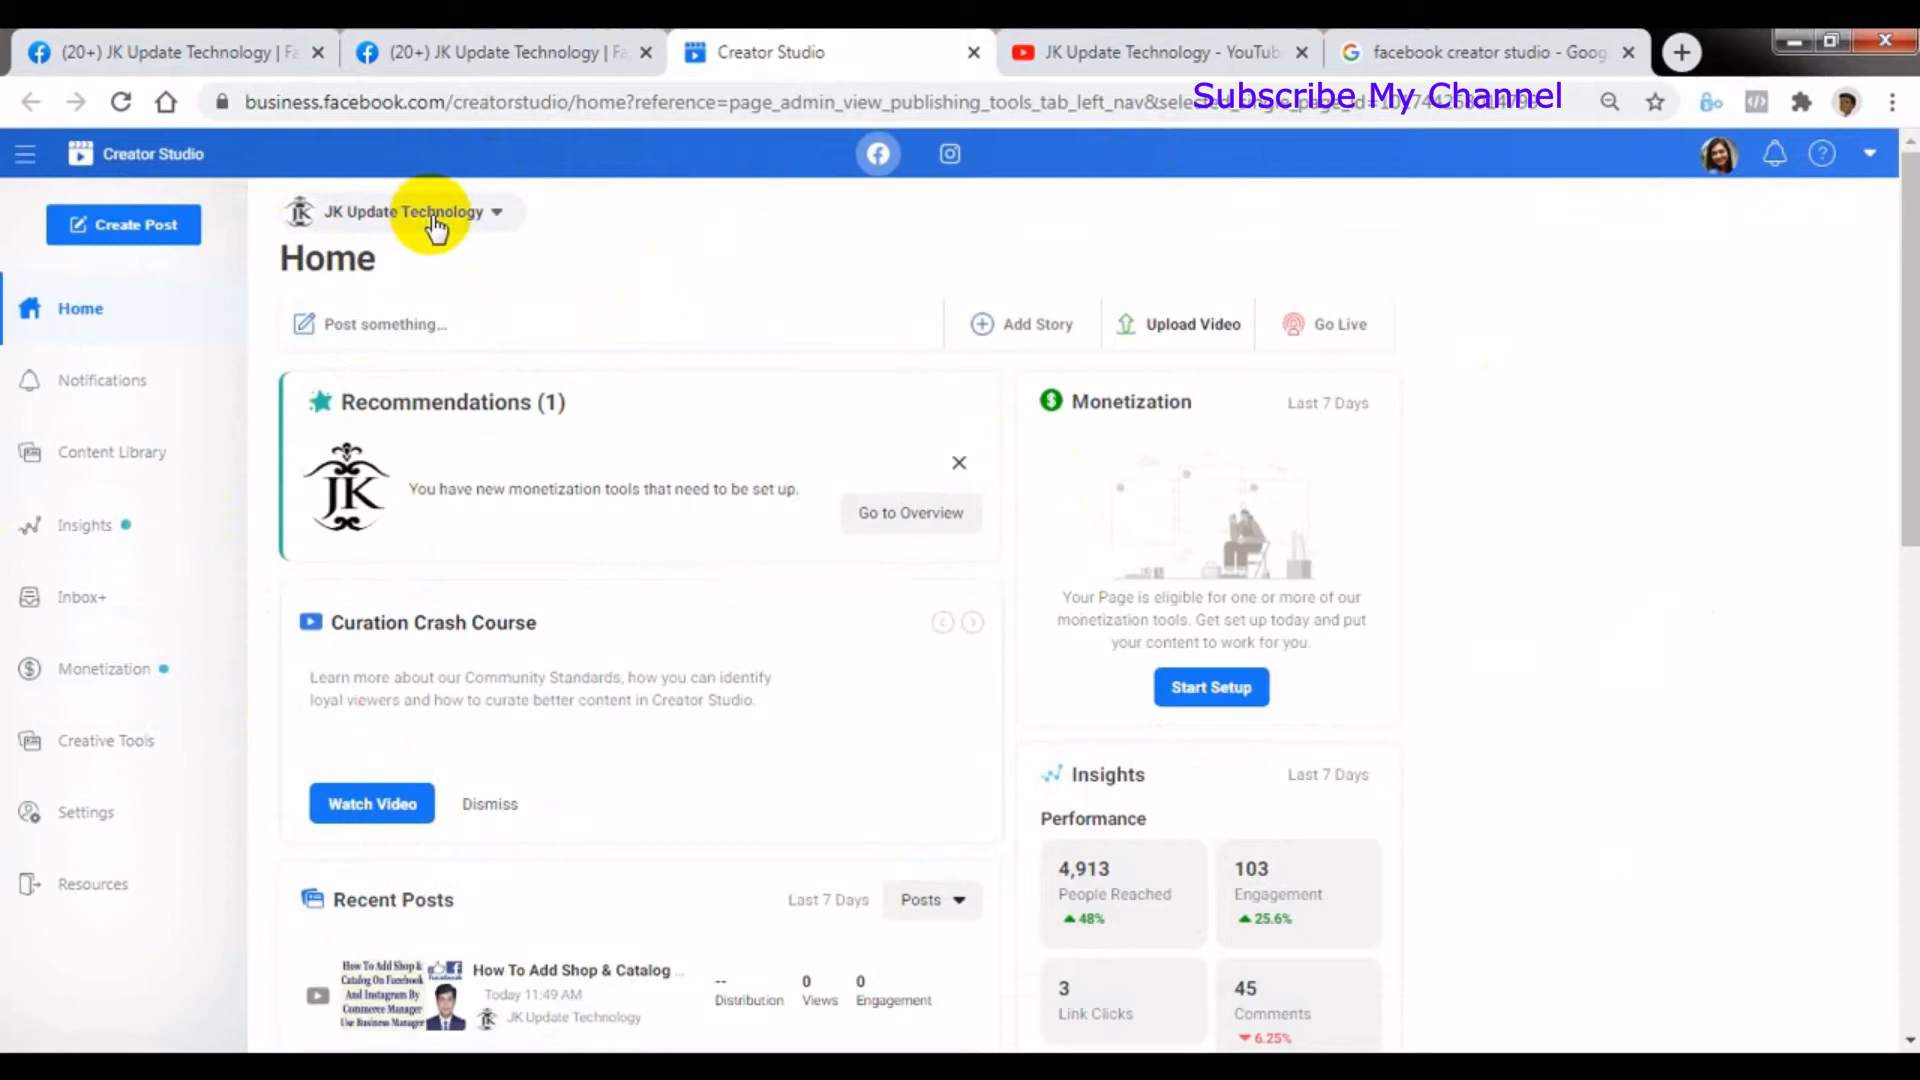 (20+) JK Update Technology | Fa
(20+) JK Update Technology | Fa
Creator Studio
JK Update Technology - YouTub
facebook creator studio - Goog
business.facebook.com/creatorstudio/home?reference=page_admin_view_publishing_tools_tab_left_nav&selected_single_page_id=
Subscribe My Channel
Creator Studio
Create Post
JK Update Technology
Home
Home
Post something...
Add Story
Upload Video
Go Live
Notifications
Content Library
Insights
Inbox+
Monetization
Creative Tools
Settings
Resources
Recommendations (1)
JK
You have new monetization tools that need to be set up.
Go to Overview
Monetization
Last 7 Days
Your Page is eligible for one or more of our
monetization tools. Get set up today and put
your content to work for you.
Start Setup
Curation Crash Course
Learn more about our Community Standards, how you can identify
loyal viewers and how to curate better content in Creator Studio.
Watch Video
Dismiss
Insights
Last 7 Days
Performance
4,913
People Reached
48%
103
Engagement
25.6%
3
Link Clicks
45
Comments
6.25%
Recent Posts
Last 7 Days
Posts
How To Add Shop &
Catalog On Facebook
And Instagram By
Commerce Manager
Use Business Manager
How To Add Shop & Catalog ...
Today 11:49 AM
JK Update Technology
--
Distribution
0
Views
0
Engagement